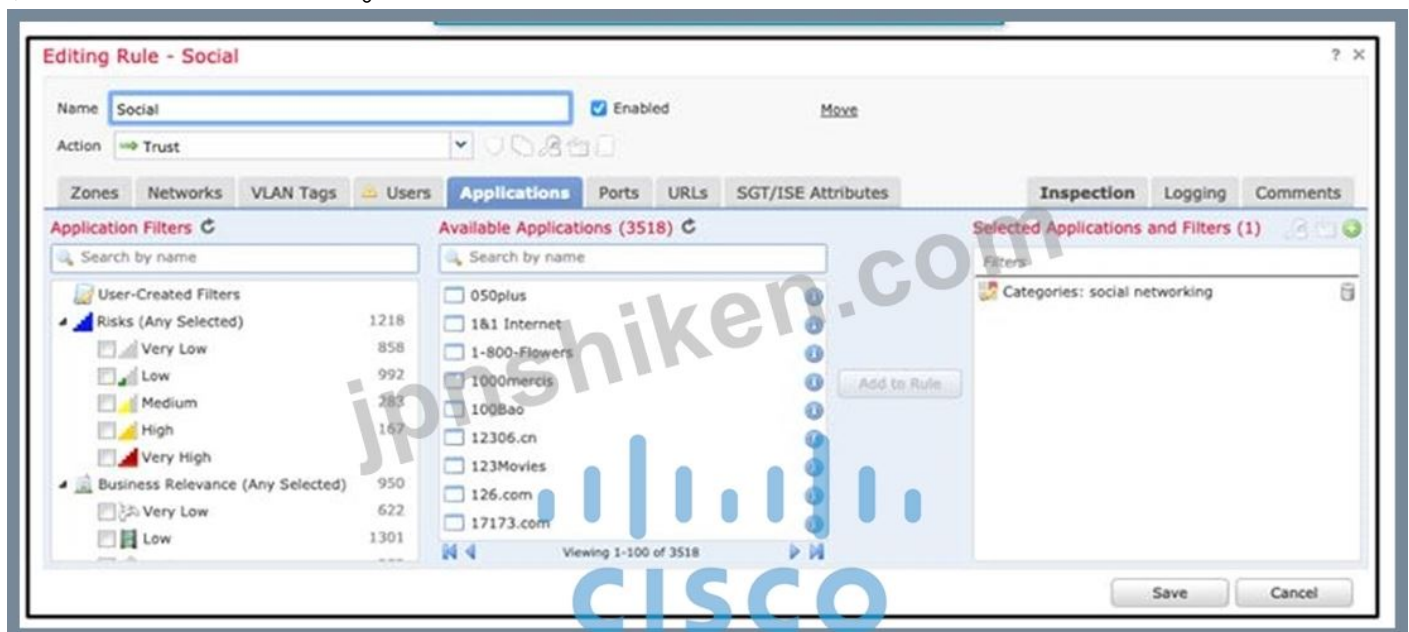 Editing Rule - Social ? ×
Name Social Enabled Move
Action Trust
Zones Networks VLAN Tags Users Applications Ports URLs SGT/ISE Attributes Inspection Logging Comments
Application Filters Available Applications (3518) Selected Applications and Filters (1)
Search by name Search by name Filters
User-Created Filters 050plus Categories: social networking
Risks (Any Selected) 1218 1&1 Internet
Very Low 858 1-800-Flowers
Low 992 1000mercis Add to Rule
Medium 283 100Bao
High 167 12306.cn
Very High 123Movies
Business Relevance (Any Selected) 950 126.com
Very Low 622 17173.com
Low 1301 Viewing 1-100 of 3518
Save Cancel
jpnshiken.com
CISCO